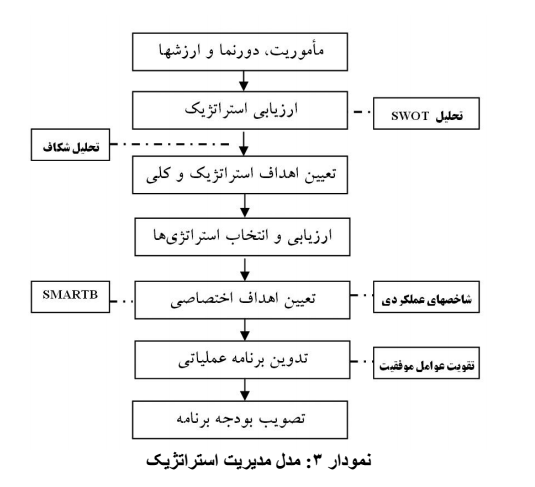 مأموریت، دورنما و ارزشها
ارزیابی استراتژیک
تحلیل SWOT
تحلیل شکاف
تعیین اهداف استراتژیک و کلی
ارزیابی و انتخاب استراتژی‌ها
SMARTB
تعیین اهداف اختصاصی
شاخصهای عملکردی
تدوین برنامه عملیاتی
تقویت عوامل موفقیت
تصویب بودجه برنامه
نمودار ۳: مدل مدیریت استراتژیک